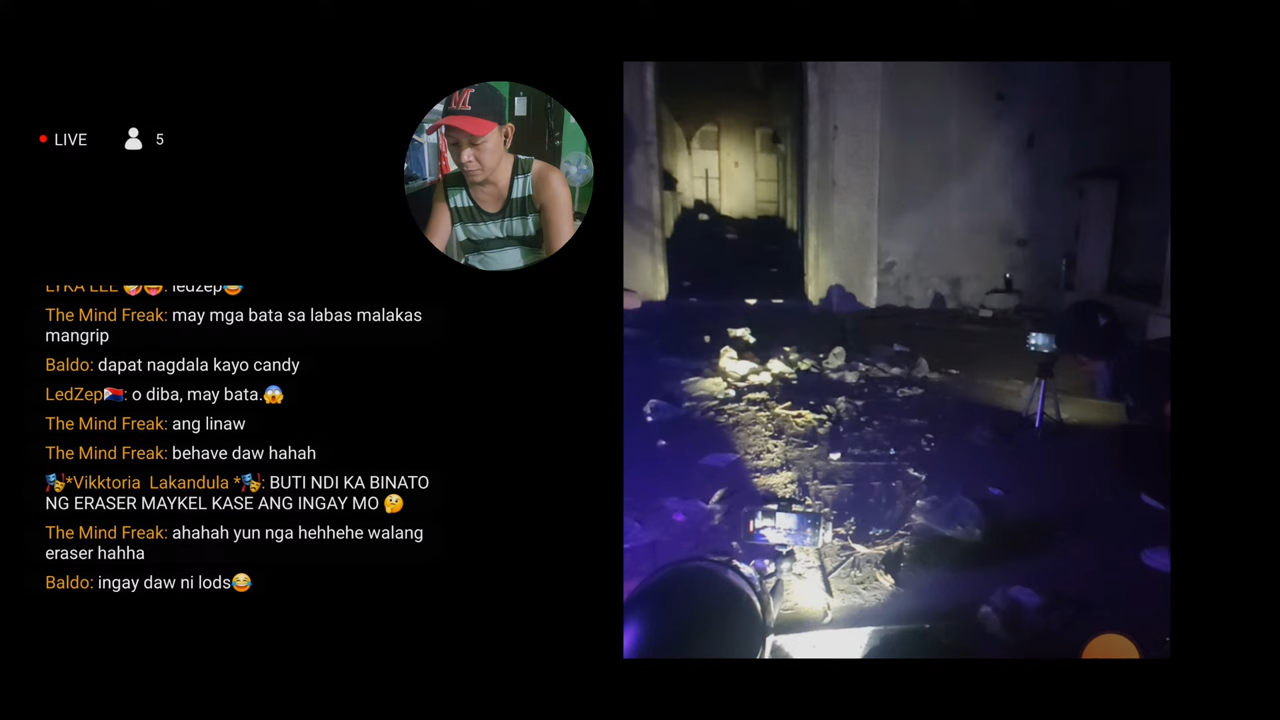 LIVE 5
M
LYKA LEE 🤪😝: ledzep😂
The Mind Freak: may mga bata sa labas malakas
mangrip
Baldo: dapat nagdala kayo candy
LedZep🇵🇭: o diba, may bata.😱
The Mind Freak: ang linaw
The Mind Freak: behave daw hahah
🎭*Vikktoria Lakandula *🎭: BUTI NDI KA BINATO
NG ERASER MAYKEL KASE ANG INGAY MO 🤔
The Mind Freak: ahahah yun nga hehhehe walang
eraser hahha
Baldo: ingay daw ni lods😂